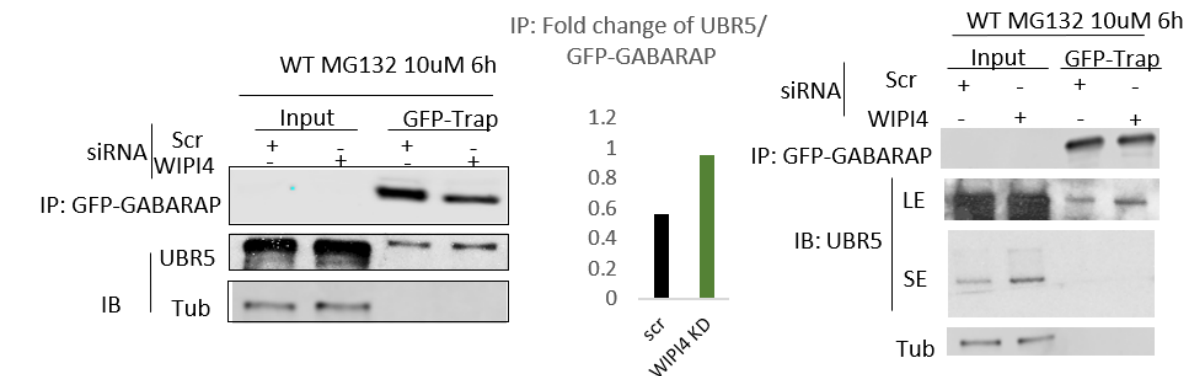 WT MG132 10uM 6h
Input GFP-Trap
siRNA Scr + - + -
WIPI4 - + - +
IP: GFP-GABARAP
UBR5
IB Tub
IP: Fold change of UBR5/
GFP-GABARAP
1.2
1
0.8
0.6
0.4
0.2
0
scr
WIPI4 KD
WT MG132 10uM 6h
Input GFP-Trap
siRNA Scr + - + -
WIPI4 - + - +
IP: GFP-GABARAP
LE
IB: UBR5
SE
Tub